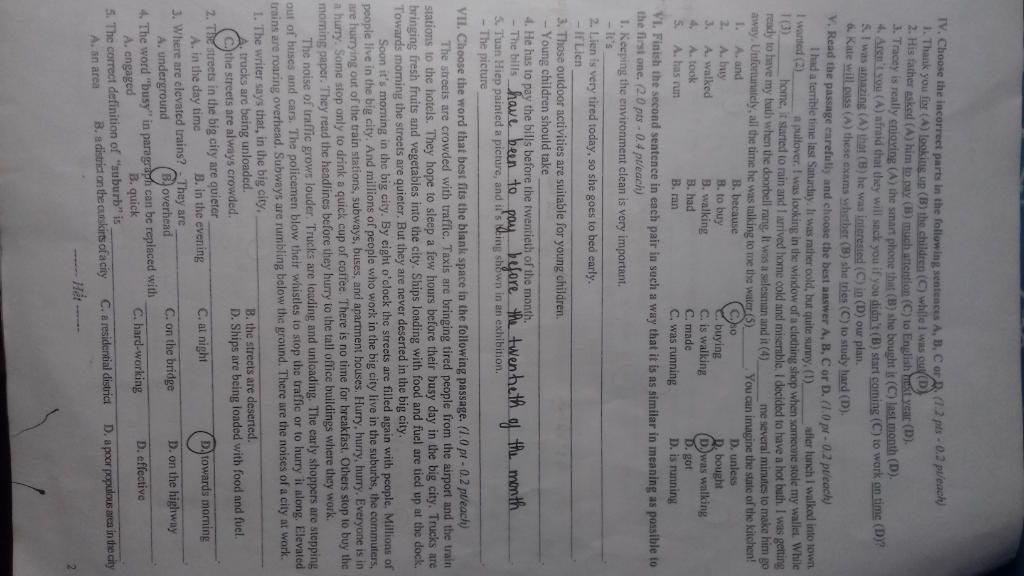 IV. Choose the incorrect parts in the following sentences A, B, C or D. (1.2 pts - 0.2 p/each)
1. Thank you for (A) looking up (B) the children (C) while I was out (D)
2. His father asked (A) him to pay (B) much attention (C) to English next year (D).
3. Tracey is really enjoying (A) the smart phone that (B) she bought it (C) last month (D).
4. Aren't you (A) afraid that they will sack you if you didn't (B) start coming (C) to work on time (D)?
5. I was amazing (A) that (B) he was interested (C) in (D) our plan.
6. Kate will pass (A) these exams whether (B) she tries (C) to study hard (D).
V. Read the passage carefully and choose the best answer A, B, C or D. (1.0 pt - 0.2 p/each)
I had a terrible time last Saturday. It was rather cold, but quite sunny, (1)______ after lunch I walked into town.
I wanted (2)______ a pullover. I was looking in the window of a clothing shop when someone stole my wallet. While
I (3)______ home, it started to rain and I arrived home cold and miserable. I decided to have a hot bath. I was getting
ready to have my bath when the doorbell rang. It was a salesman and it (4)______ me several minutes to make him go
away. Unfortunately, all the time he was talking to me the water (5)______. You can imagine the state of the kitchen!
1. A. and B. because C. so D. unless
2. A. buy B. to buy C. buying D. bought
3. A. walked B. walking C. is walking D. was walking
4. A. took B. had C. made D. got
5. A. has run B. ran C. was running D. is running
VI. Finish the second sentence in each pair in such a way that it is as similar in meaning as possible to
the first one. (2.0 pts - 0.4 p/each)
1. Keeping the environment clean is very important.
- It's
2. Lien is very tired today, so she goes to bed early.
- If Lien
3. Those outdoor activities are suitable for young children.
- Young children should take
4. He has to pay the bills before the twentieth of the month.
- The bills have been to pay before the twentieth of the month
5. Tuan Hiep painted a picture, and it's being shown in an exhibition.
- The picture
VII. Choose the word that best fits the blank space in the following passage. (1.0 pt - 0.2 p/each)
The streets are crowded with traffic. Taxis are bringing tired people from the airport and the train
stations to the hotels. They hope to sleep a few hours before their busy day in the big city. Trucks are
bringing fresh fruits and vegetables into the city. Ships loading with food and fuel are tied up at the dock.
Towards morning the streets are quieter. But they are never deserted in the big city.
Soon it's morning in the big city. By eight o'clock the streets are filled again with people. Millions of
people live in the big city. And millions of people who work in the big city live in the suburbs, the commuters,
are hurrying out of the train stations, subways, buses, and apartment houses. Hurry, hurry, hurry. Everyone is in
a hurry. Some stop only to drink a quick cup of coffee. There is no time for breakfast. Others stop to buy the
morning paper. They read the headlines before they hurry to the tall office buildings where they work.
The noise of traffic grows louder. Trucks are loading and unloading. The early shoppers are stepping
out of buses and cars. The policemen blow their whistles to stop the traffic or to hurry it along. Elevated
trains are roaring overhead. Subways are rumbling below the ground. There are the noises of a city at work.
1. The writer says that, in the big city,
A. trucks are being unloaded. B. the streets are deserted.
C. the streets are always crowded. D. Ships are being loaded with food and fuel
2. The streets in the big city are quieter ______
A. in the day time B. in the evening C. at night D. towards morning
3. Where are elevated trains? - They are ______
A. underground B. overhead C. on the bridge D. on the highway
4. The word "busy" in paragraph can be replaced with ______.
A. engaged B. quick C. hard-working D. effective
5. The correct definition of "suburb" is ______
A. an area B. a district on the outskirts of a city C. a residential district D. a poor populous area in the city
------ Hết ------
2